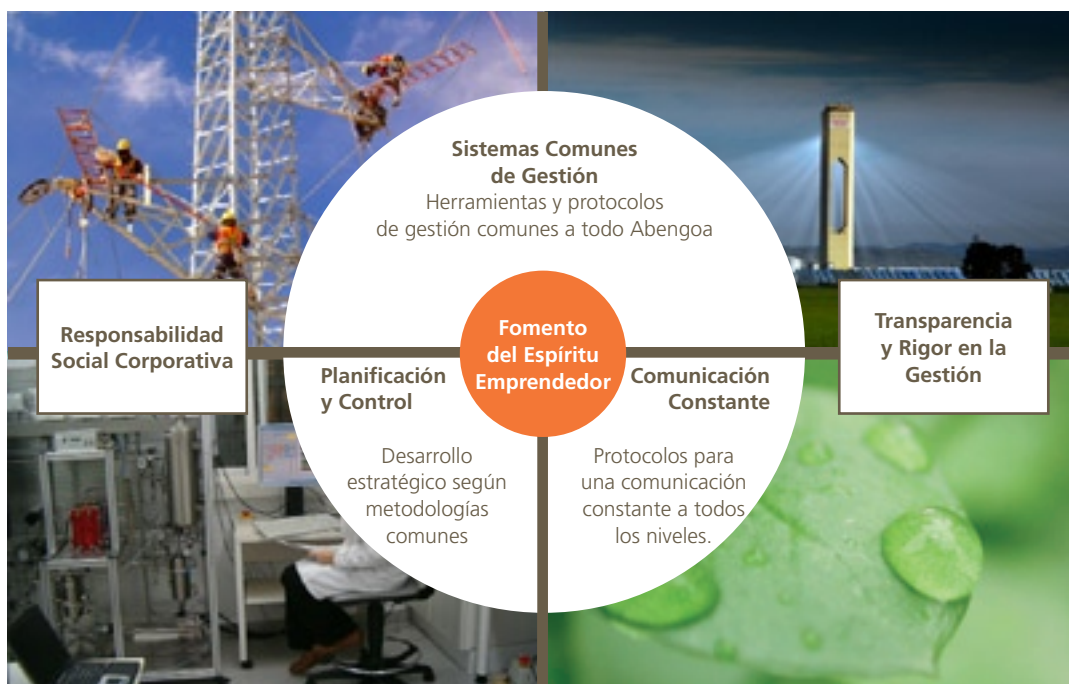 Sistemas Comunes
de Gestión
Herramientas y protocolos
de gestión comunes a todo Abengoa
Responsabilidad
Social Corporativa
Fomento
del Espíritu
Emprendedor
Transparencia
y Rigor en la
Gestión
Planificación
y Control
Desarrollo
estratégico según
metodologías
comunes
Comunicación
Constante
Protocolos para
una comunicación
constante a todos
los niveles.